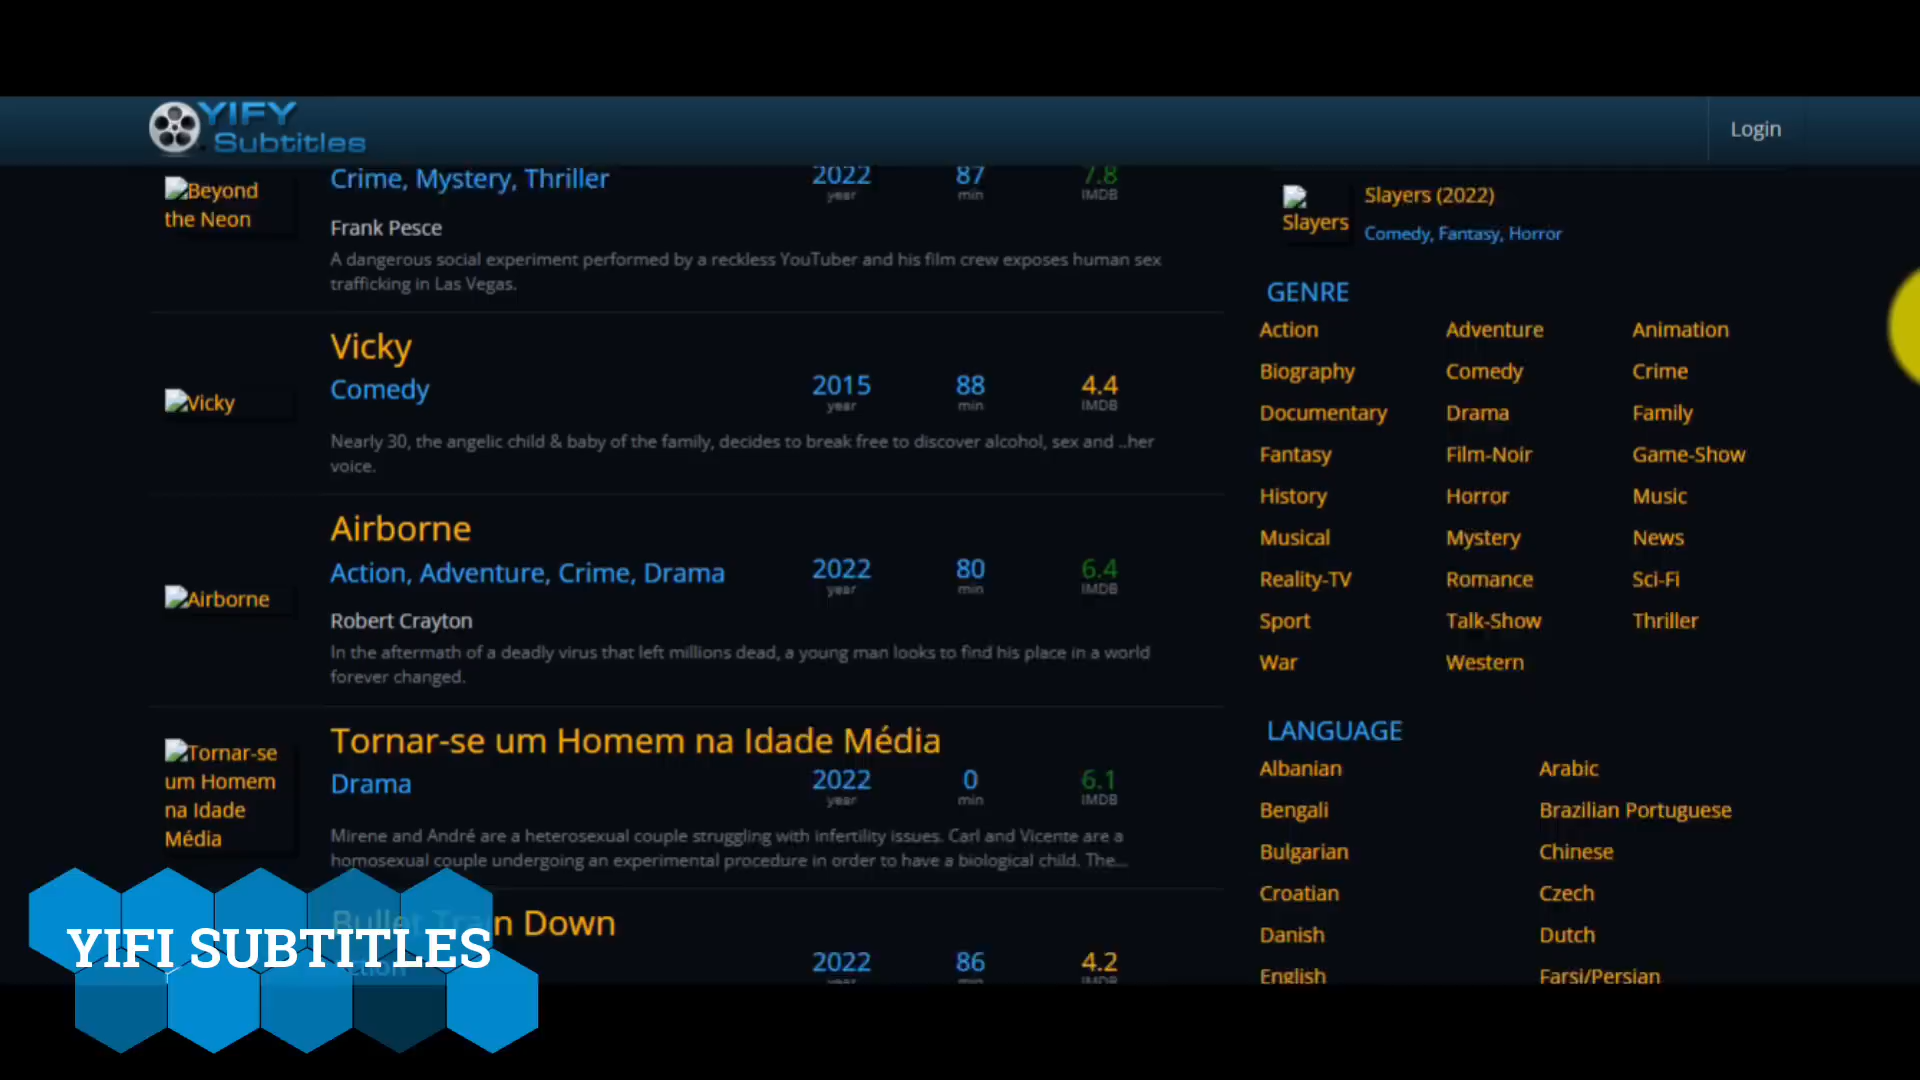 YIFY
Subtitles
Login
Beyond
the Neon
Crime, Mystery, Thriller
2022
year
87
min
7.8
IMDB
Frank Pesce
A dangerous social experiment performed by a reckless YouTuber and his film crew exposes human sex
trafficking in Las Vegas.
Vicky
Vicky
Comedy
2015
year
88
min
4.4
IMDB
Nearly 30, the angelic child & baby of the family, decides to break free to discover alcohol, sex and ..her
voice.
Airborne
Airborne
Action, Adventure, Crime, Drama
2022
year
80
min
6.4
IMDB
Robert Crayton
In the aftermath of a deadly virus that left millions dead, a young man looks to find his place in a world
forever changed.
Tornar-se
um Homem
na Idade
Média
Tornar-se um Homem na Idade Média
Drama
2022
year
0
min
6.1
IMDB
Mirene and André are a heterosexual couple struggling with infertility issues. Carl and Vicente are a
homosexual couple undergoing an experimental procedure in order to have a biological child. The...
Bullet Train Down
Action
2022
year
86
min
4.2
IMDB
YIFI SUBTITLES
Slayers
Slayers (2022)
Comedy, Fantasy, Horror
GENRE
Action Adventure Animation
Biography Comedy Crime
Documentary Drama Family
Fantasy Film-Noir Game-Show
History Horror Music
Musical Mystery News
Reality-TV Romance Sci-Fi
Sport Talk-Show Thriller
War Western
LANGUAGE
Albanian Arabic
Bengali Brazilian Portuguese
Bulgarian Chinese
Croatian Czech
Danish Dutch
English Farsi/Persian